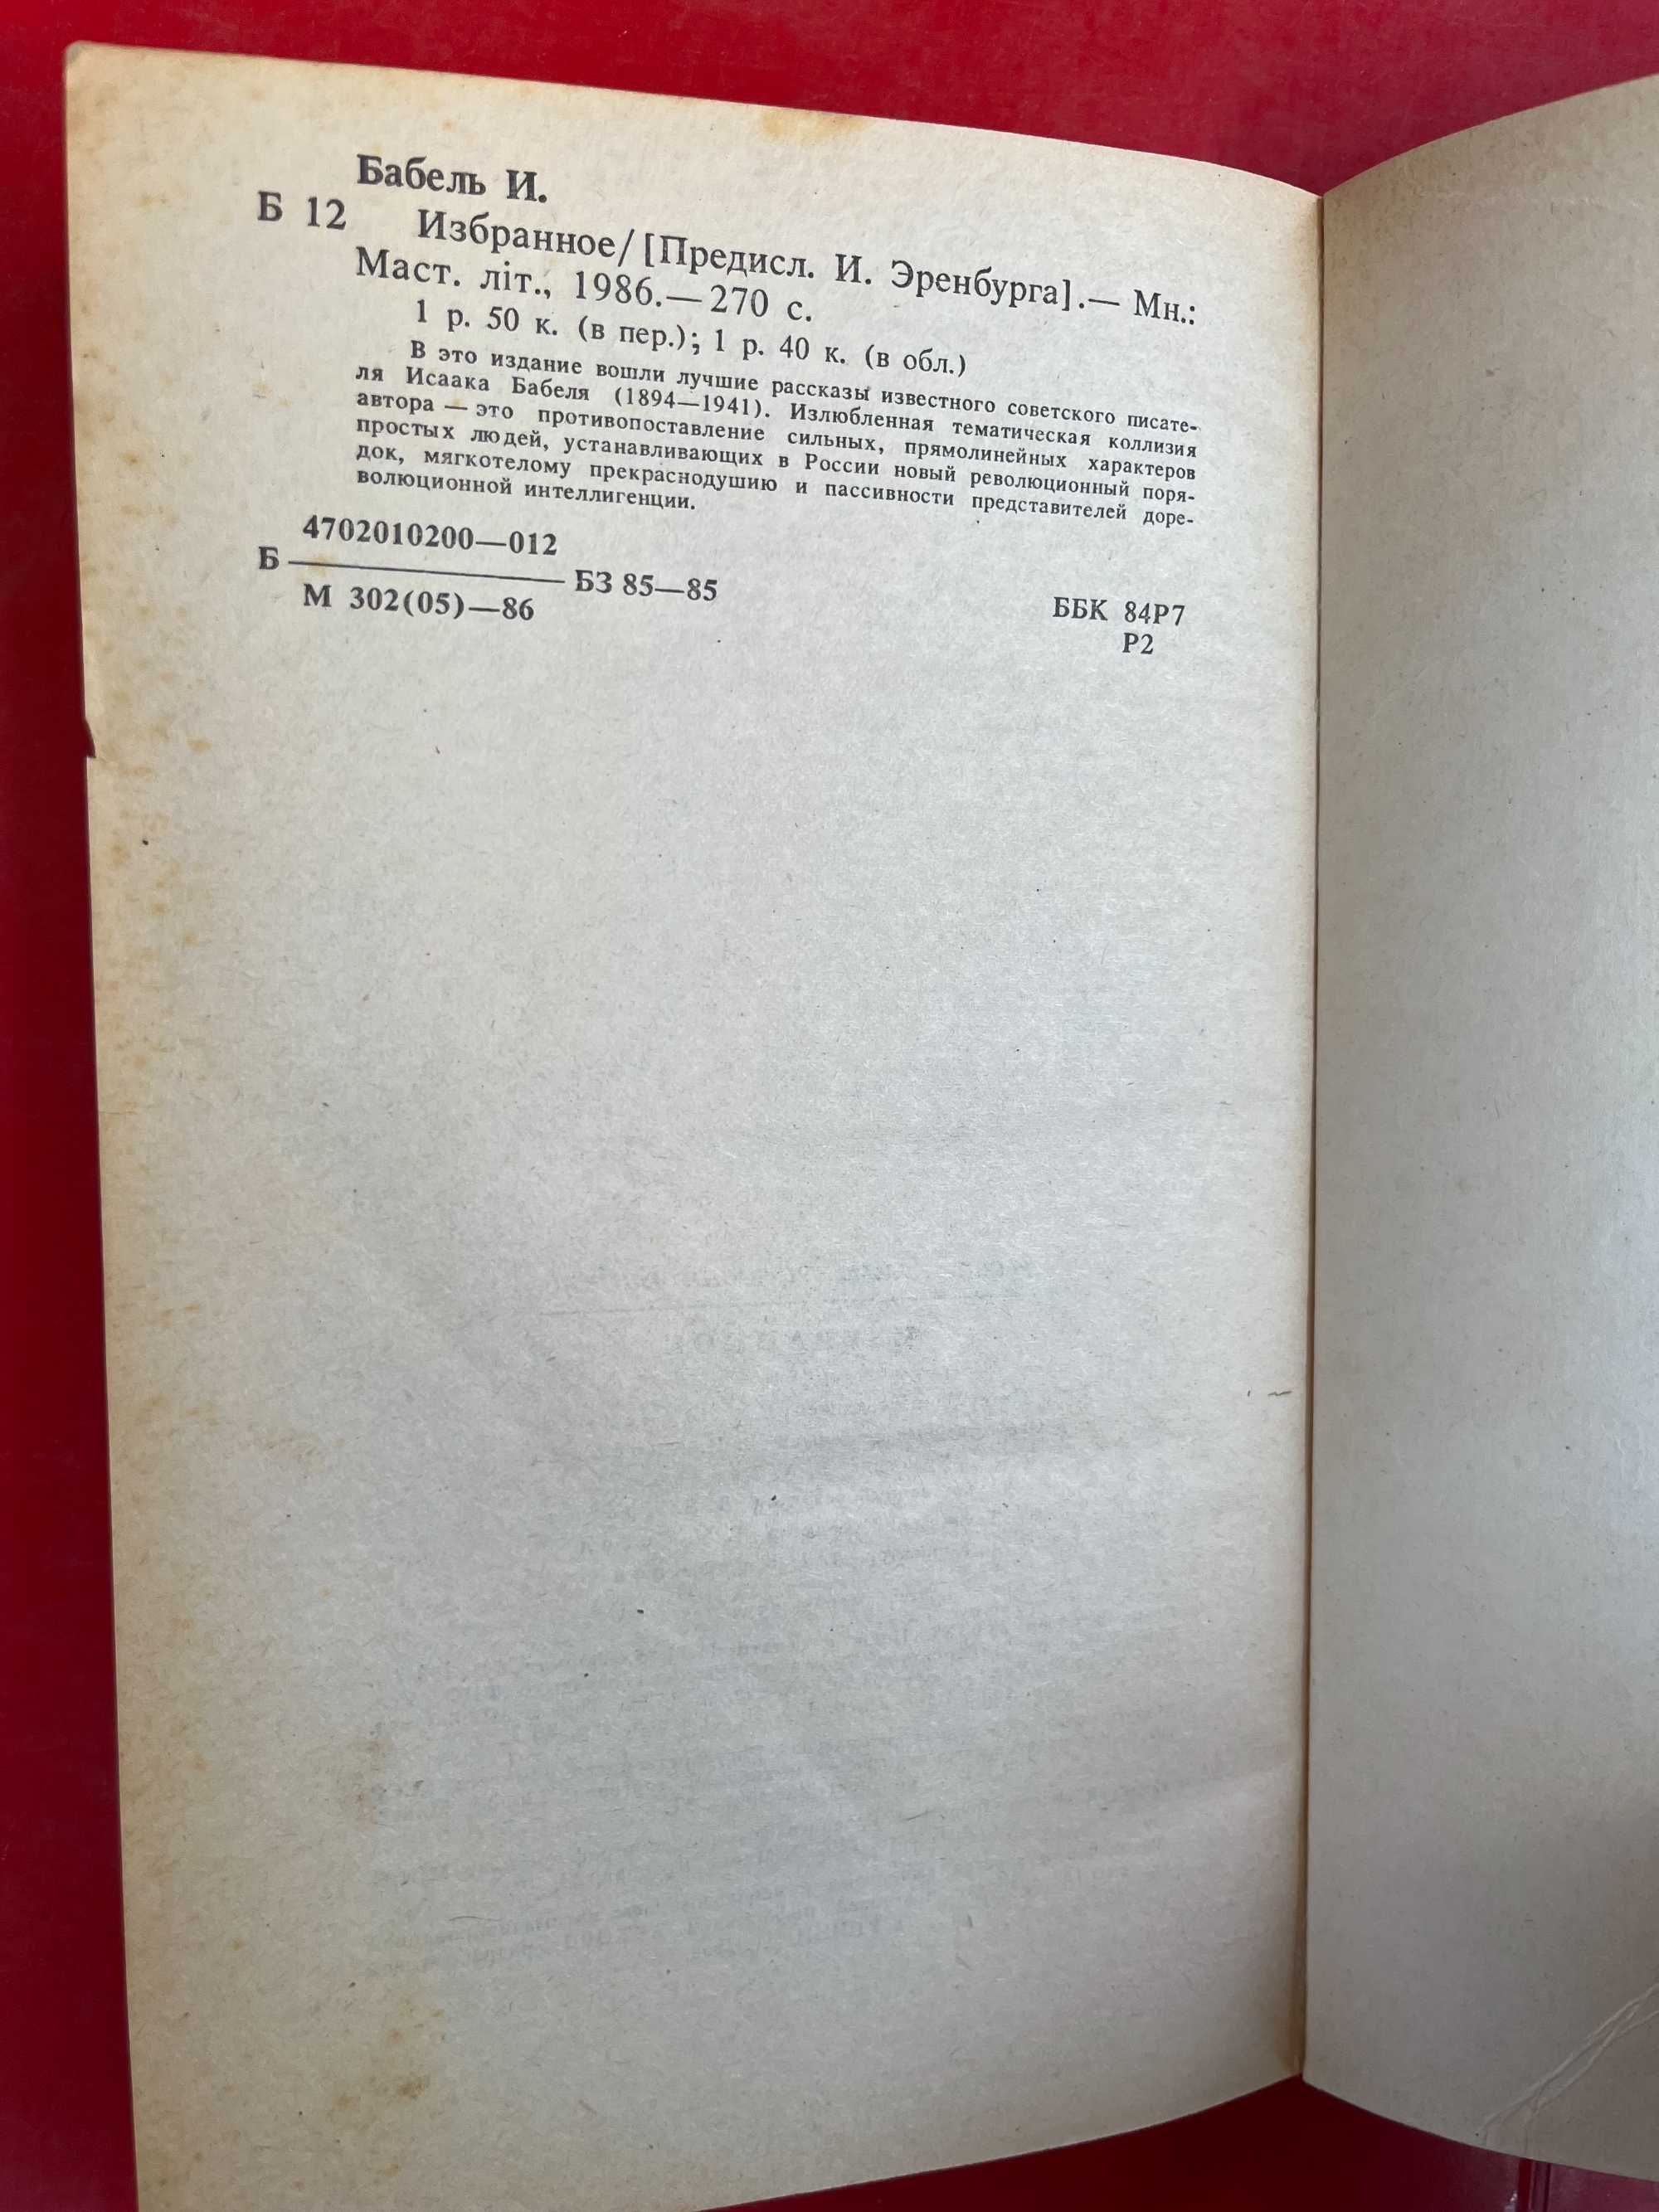 Бабель И.
Б 12 Избранное/[Предисл. И. Эренбурга].— Мн.:
Маст. літ., 1986.—270 с.
1 р. 50 к. (в пер.); 1 р. 40 к. (в обл.)
В это издание вошли лучшие рассказы известного советского писате-
ля Исаака Бабеля (1894—1941). Излюбленная тематическая коллизия
автора — это противопоставление сильных, прямолинейных характеров
простых людей, устанавливающих в России новый революционный поря-
док, мягкотелому прекраснодушию и пассивности представителей доре-
волюционной интеллигенции.
4702010200—012
Б БЗ 85—85
М 302(05)—86
ББК 84Р7
Р2